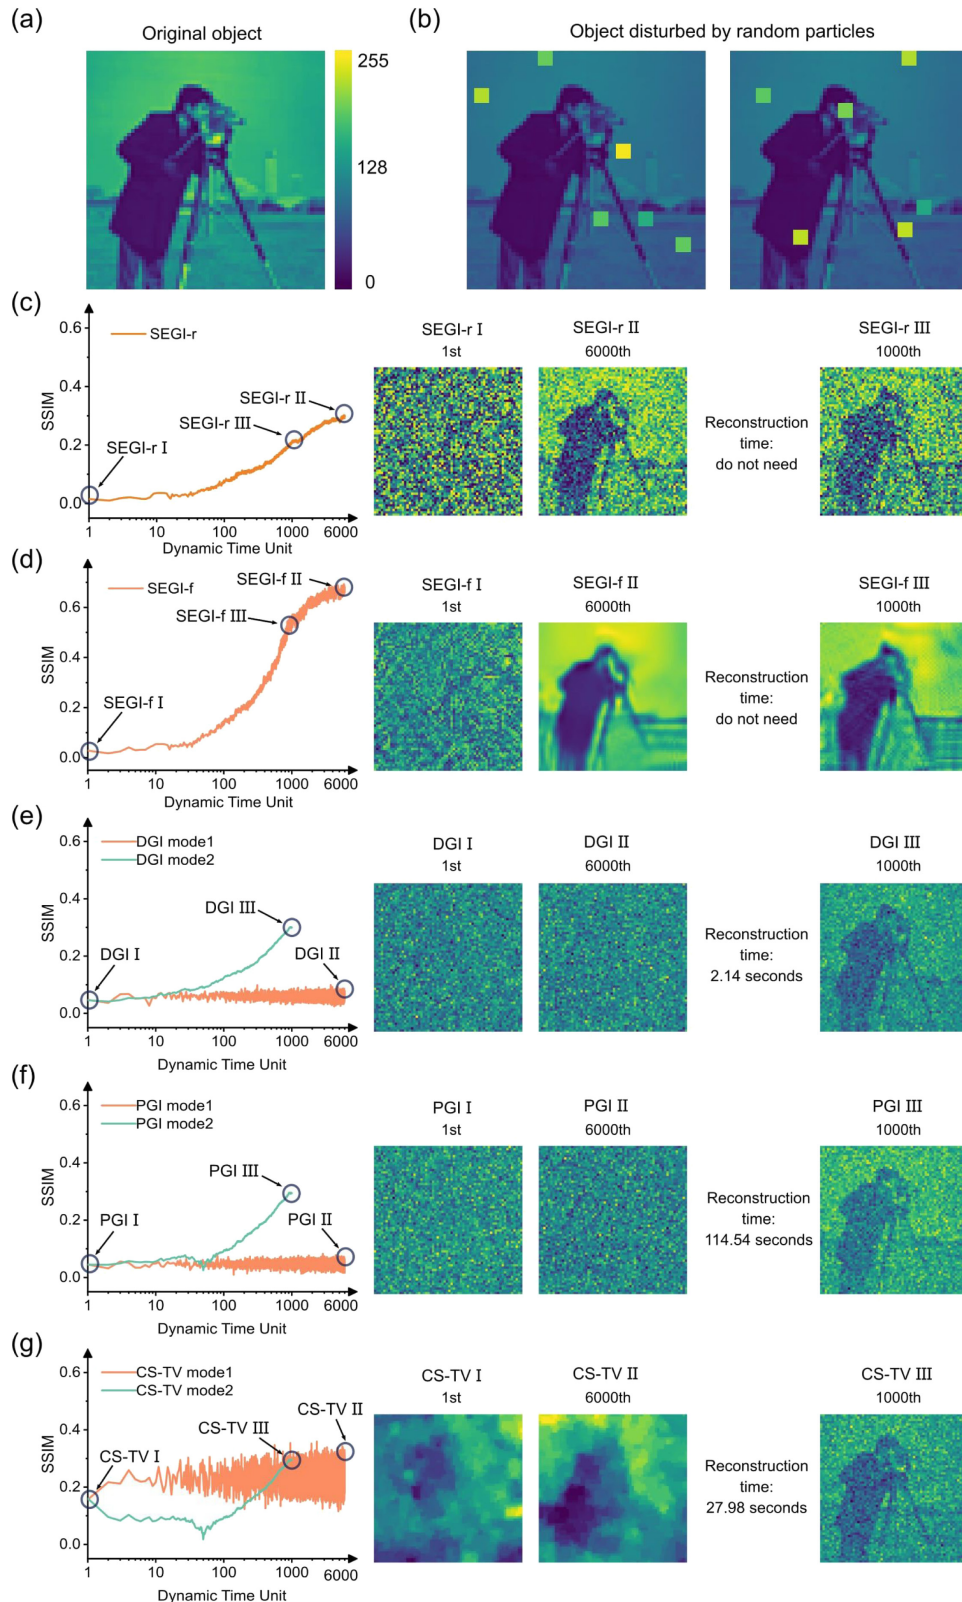 (a)
Original object
255
128
0
(b)
Object disturbed by random particles
(c)
SSIM
0.6
0.4
0.2
0.0
SEGI-r
SEGI-r I
SEGI-r III
SEGI-r II
1 10 100 1000 6000
Dynamic Time Unit
SEGI-r I
1st
SEGI-r II
6000th
Reconstruction
time:
do not need
SEGI-r III
1000th
(d)
SSIM
0.6
0.4
0.2
0.0
SEGI-f
SEGI-f I
SEGI-f III
SEGI-f II
1 10 100 1000 6000
Dynamic Time Unit
SEGI-f I
1st
SEGI-f II
6000th
Reconstruction
time:
do not need
SEGI-f III
1000th
(e)
SSIM
0.6
0.4
0.2
0.0
DGI mode1
DGI mode2
DGI I
DGI III
DGI II
1 10 100 1000 6000
Dynamic Time Unit
DGI I
1st
DGI II
6000th
Reconstruction
time:
2.14 seconds
DGI III
1000th
(f)
SSIM
0.6
0.4
0.2
0.0
PGI mode1
PGI mode2
PGI I
PGI III
PGI II
1 10 100 1000 6000
Dynamic Time Unit
PGI I
1st
PGI II
6000th
Reconstruction
time:
114.54 seconds
PGI III
1000th
(g)
SSIM
0.6
0.4
0.2
0.0
CS-TV mode1
CS-TV mode2
CS-TV I
CS-TV III
CS-TV II
1 10 100 1000 6000
Dynamic Time Unit
CS-TV I
1st
CS-TV II
6000th
Reconstruction
time:
27.98 seconds
CS-TV III
1000th